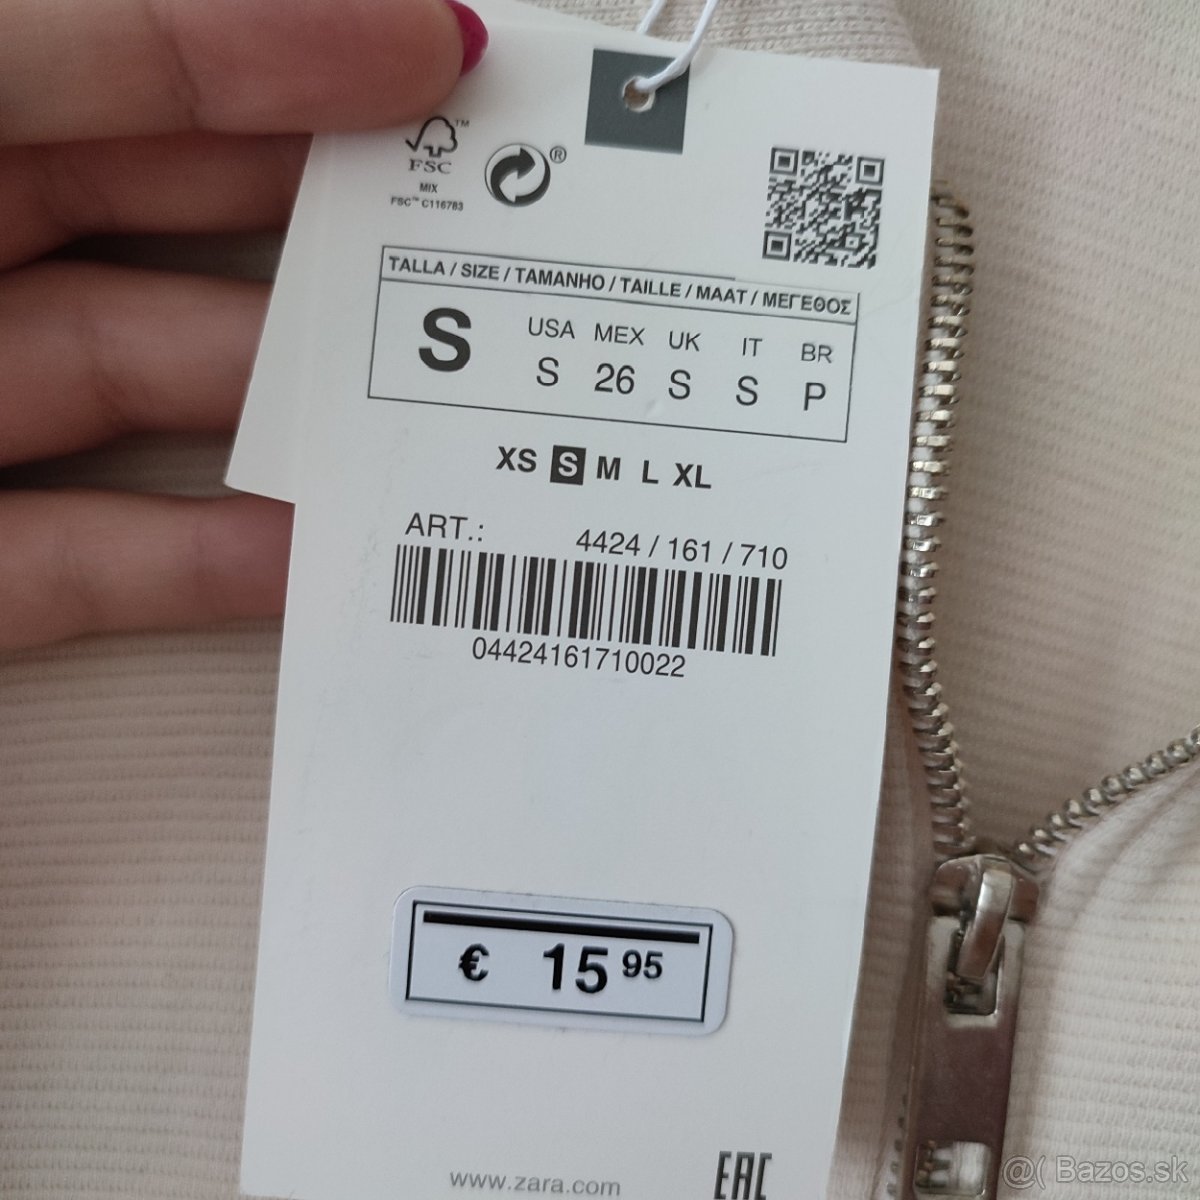 FSC™
MIX
FSC™ C116783
®
TALLA / SIZE / TAMANHO / TAILLE / MAAT / ΜΕΓΕΘΟΣ
S
USA MEX UK IT BR
S 26 S S P
XS S M L XL
ART.: 4424 / 161 / 710
04424161710022
€ 15 95
www.zara.com
EAC
@( Bazos.sk